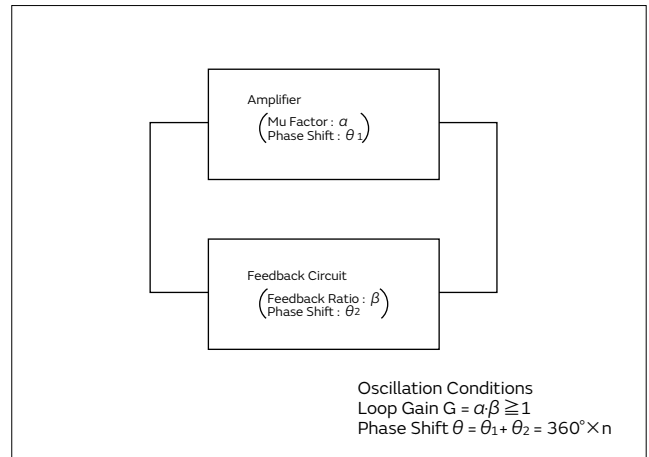 Amplifier
(Mu Factor : α
Phase Shift : θ1)
Feedback Circuit
(Feedback Ratio : β
Phase Shift : θ2)
Oscillation Conditions
Loop Gain G = α·β ≧ 1
Phase Shift θ = θ1 + θ2 = 360° × n